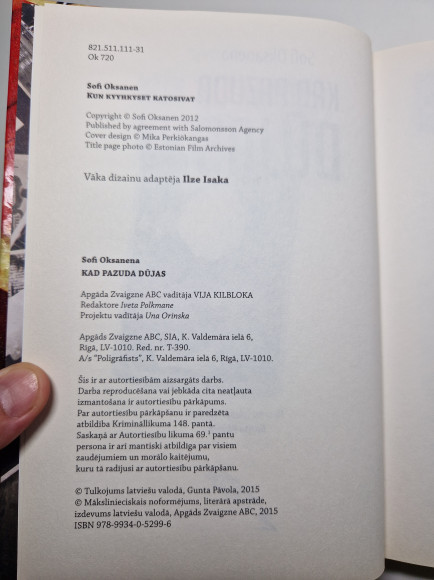 821.511.111-31
Ok 720
Sofi Oksanen
KUN KYYHKYSET KATOSIVAT
Copyright © Sofi Oksanen 2012
Published by agreement with Salomonsson Agency
Cover design © Mika Perkiökangas
Title page photo © Estonian Film Archives
Vāka dizainu adaptēja Ilze Isaka
Sofi Oksanena
KAD PAZUDA DŪJAS
Apgāda Zvaigzne ABC vadītāja VIJA KILBLOKA
Redaktore Iveta Polkmane
Projektu vadītāja Una Orinska
Apgāds Zvaigzne ABC, SIA, K. Valdemāra ielā 6,
Rīgā, LV-1010. Red. nr. T-390.
A/s "Poligrāfists", K. Valdemāra ielā 6, Rīgā, LV-1010.
Šis ir ar autortiesībām aizsargāts darbs.
Darba reproducēšana vai jebkāda cita neatļauta
izmantošana ir autortiesību pārkāpums.
Par autortiesību pārkāpšanu ir paredzēta
atbildība Krimināllikuma 148. pantā.
Saskaņā ar Autortiesību likuma 69.¹ pantu
persona ir arī mantiski atbildīga par visiem
zaudējumiem un morālo kaitējumu,
kuru tā radījusi ar autortiesību pārkāpšanu.
© Tulkojums latviešu valodā, Gunta Pāvola, 2015
© Mākslinieciskais noformējums, literārā apstrāde,
izdevums latviešu valodā, Apgāds Zvaigzne ABC, 2015
ISBN 978-9934-0-5299-6